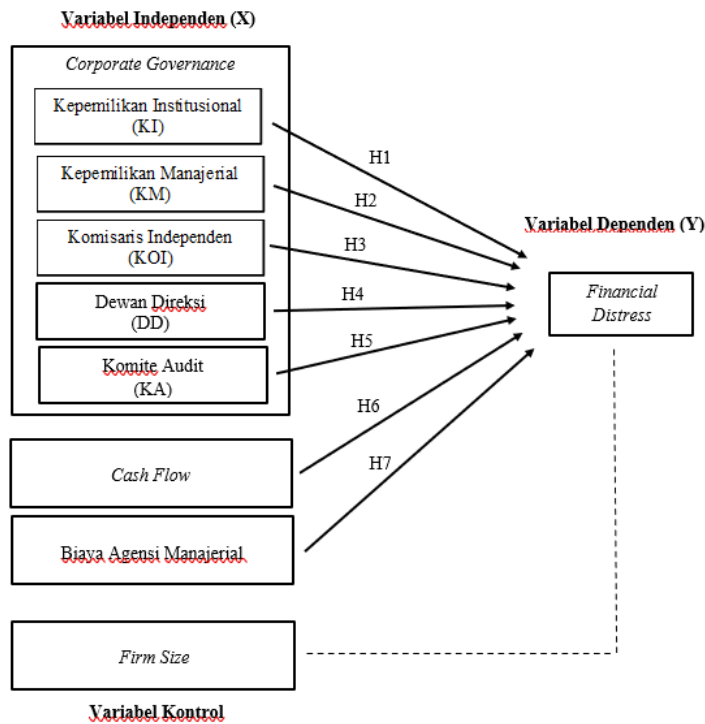 Variabel Independen (X)
Corporate Governance
Kepemilikan Institusional
(KI)
Kepemilikan Manajerial
(KM)
Komisaris Independen
(KOI)
Dewan Direksi
(DD)
Komite Audit
(KA)
Cash Flow
Biaya Agensi Manajerial
Firm Size
Variabel Kontrol
H1
H2
H3
H4
H5
H6
H7
Variabel Dependen (Y)
Financial
Distress